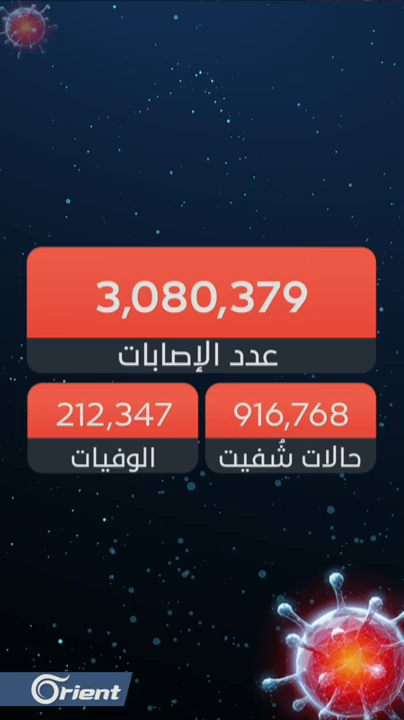 3,080,379
عدد الإصابات
916,768
حالات شُفيت
212,347
الوفيات
Orient